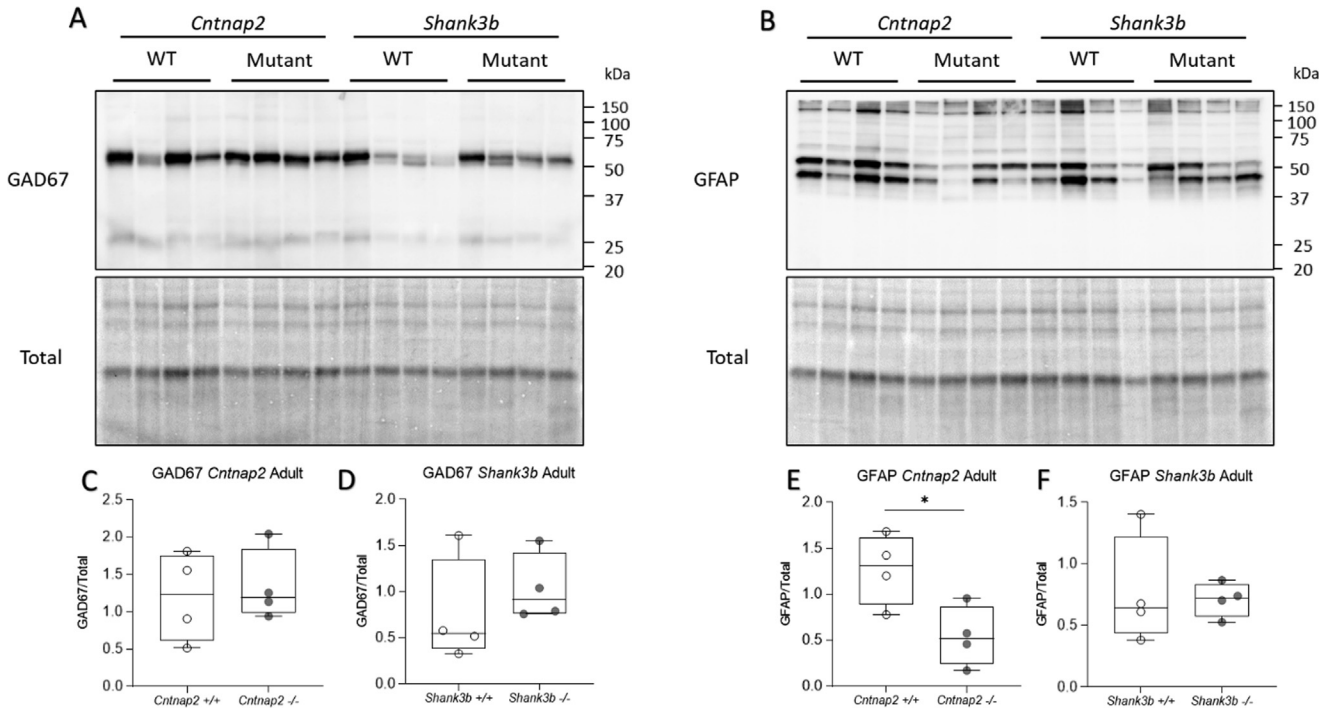 A
Cntnap2 Shank3b
WT Mutant WT Mutant
kDa
150
100
75
50
37
25
20
GAD67
Total
B
Cntnap2 Shank3b
WT Mutant WT Mutant
kDa
150
100
75
50
37
25
20
GFAP
Total
C
GAD67 Cntnap2 Adult
GAD67/Total
2.5
2.0
1.5
1.0
0.5
0.0
Cntnap2 +/+ Cntnap2 -/-
D
GAD67 Shank3b Adult
GAD67/Total
2.0
1.5
1.0
0.5
0.0
Shank3b +/+ Shank3b -/-
E
GFAP Cntnap2 Adult
GFAP/Total
2.0
1.5
1.0
0.5
0.0
*
Cntnap2 +/+ Cntnap2 -/-
F
GFAP Shank3b Adult
GFAP/Total
1.5
1.0
0.5
0.0
Shank3b +/+ Shank3b -/-